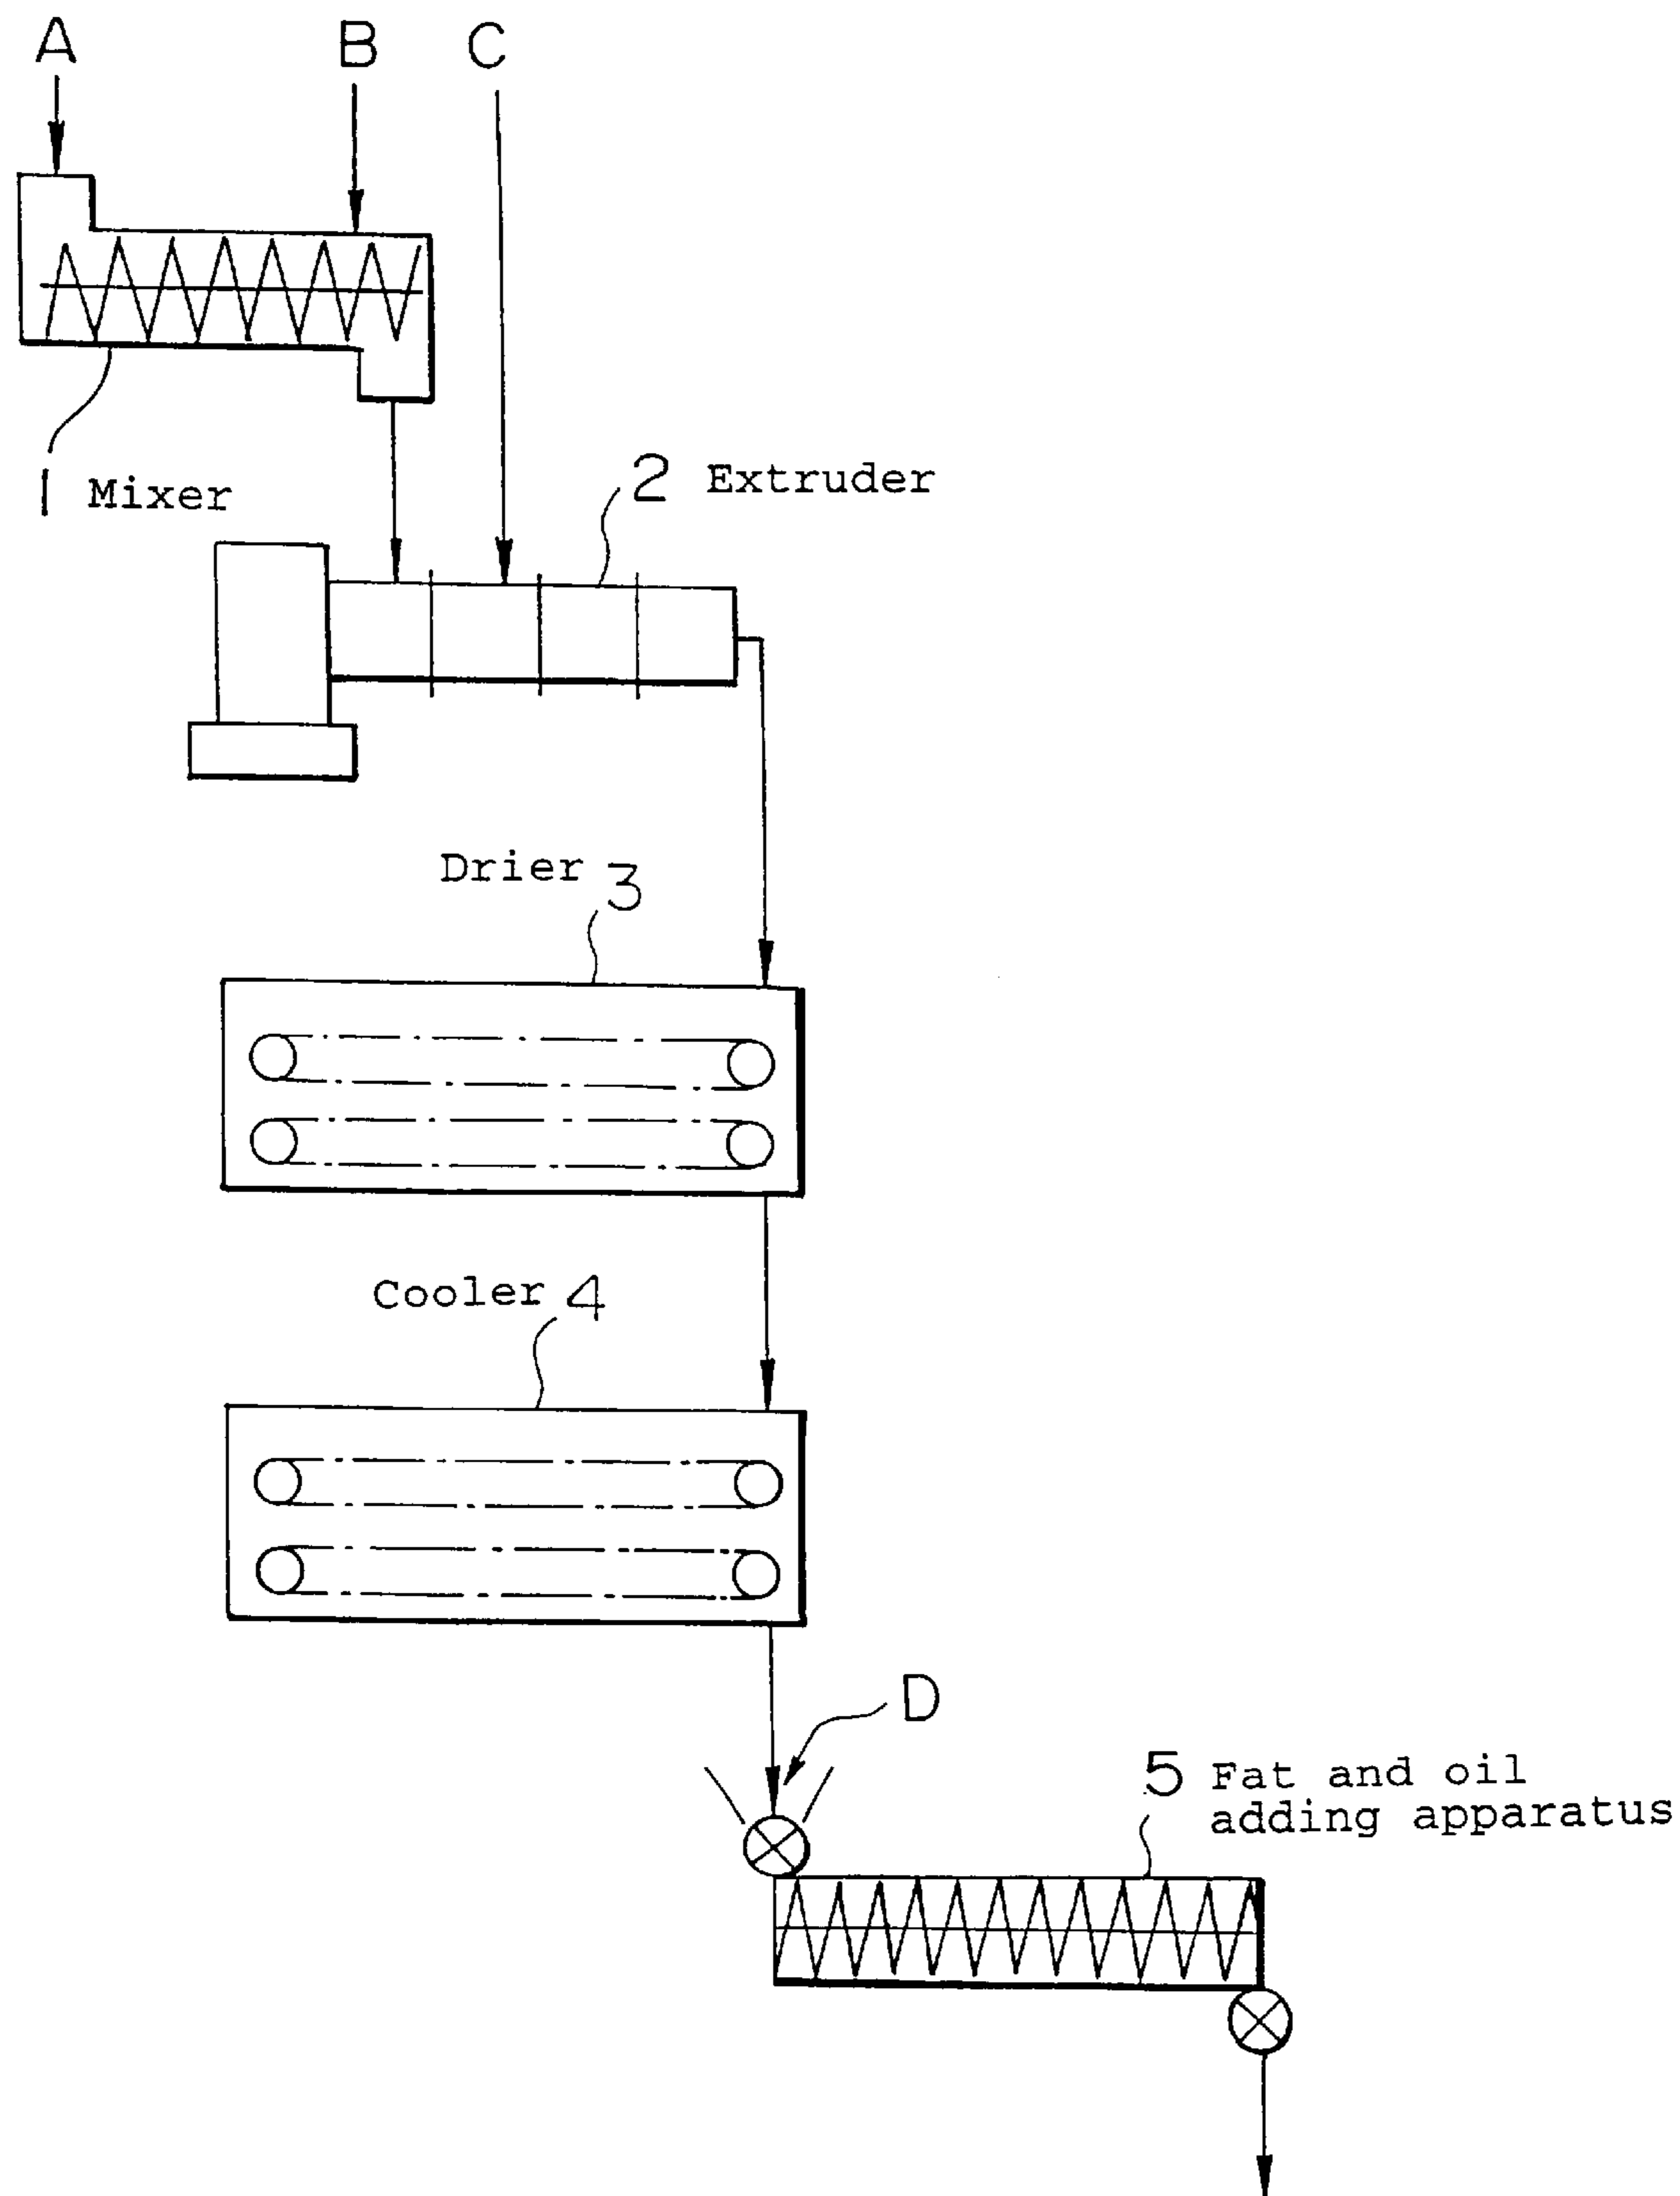 A B C
1 Mixer
2 Extruder
Drier 3
Cooler 4
D
5 Fat and oil
adding apparatus